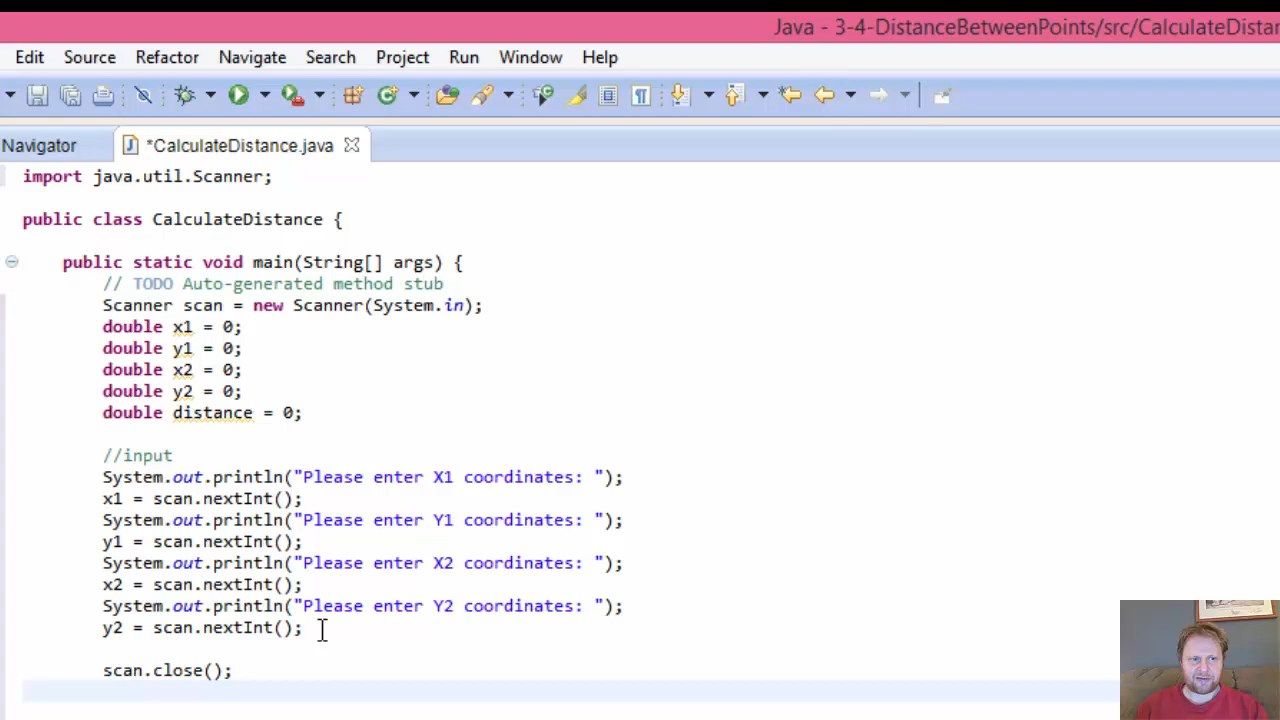 Java - 3-4-DistanceBetweenPoints/src/CalculateDistan
Edit Source Refactor Navigate Search Project Run Window Help
Navigator *CalculateDistance.java
import java.util.Scanner;
public class CalculateDistance {
public static void main(String[] args) {
// TODO Auto-generated method stub
Scanner scan = new Scanner(System.in);
double x1 = 0;
double y1 = 0;
double x2 = 0;
double y2 = 0;
double distance = 0;
//input
System.out.println("Please enter X1 coordinates: ");
x1 = scan.nextInt();
System.out.println("Please enter Y1 coordinates: ");
y1 = scan.nextInt();
System.out.println("Please enter X2 coordinates: ");
x2 = scan.nextInt();
System.out.println("Please enter Y2 coordinates: ");
y2 = scan.nextInt();
scan.close();